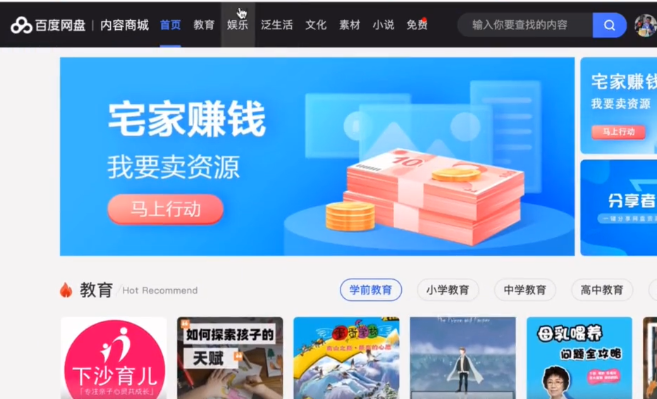 百度网盘 | 内容商城 首页 教育 娱乐 泛生活 文化 素材 小说 免费 输入你要查找的内容
宅家赚钱
我要卖资源
马上行动
10
宅家赚钱
我要卖资源
马上行动
分享者
教育 Hot Recommend 学前教育 小学教育 中学教育 高中教育
下沙育儿
如何探索孩子的
天赋
母乳喂养
问题全攻略